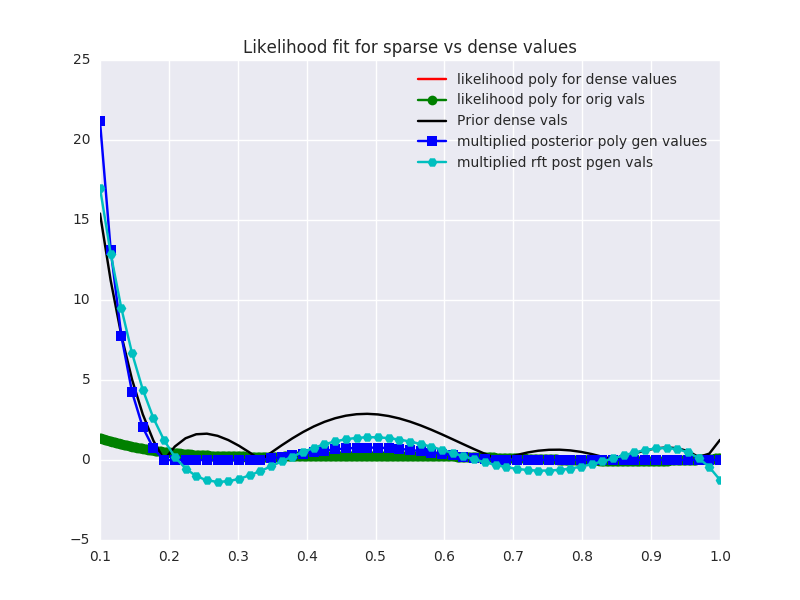 Likelihood fit for sparse vs dense values
25
20
15
10
5
0
−5
likelihood poly for dense values
likelihood poly for orig vals
Prior dense vals
multiplied posterior poly gen values
multiplied rft post pgen vals
0.1 0.2 0.3 0.4 0.5 0.6 0.7 0.8 0.9 1.0